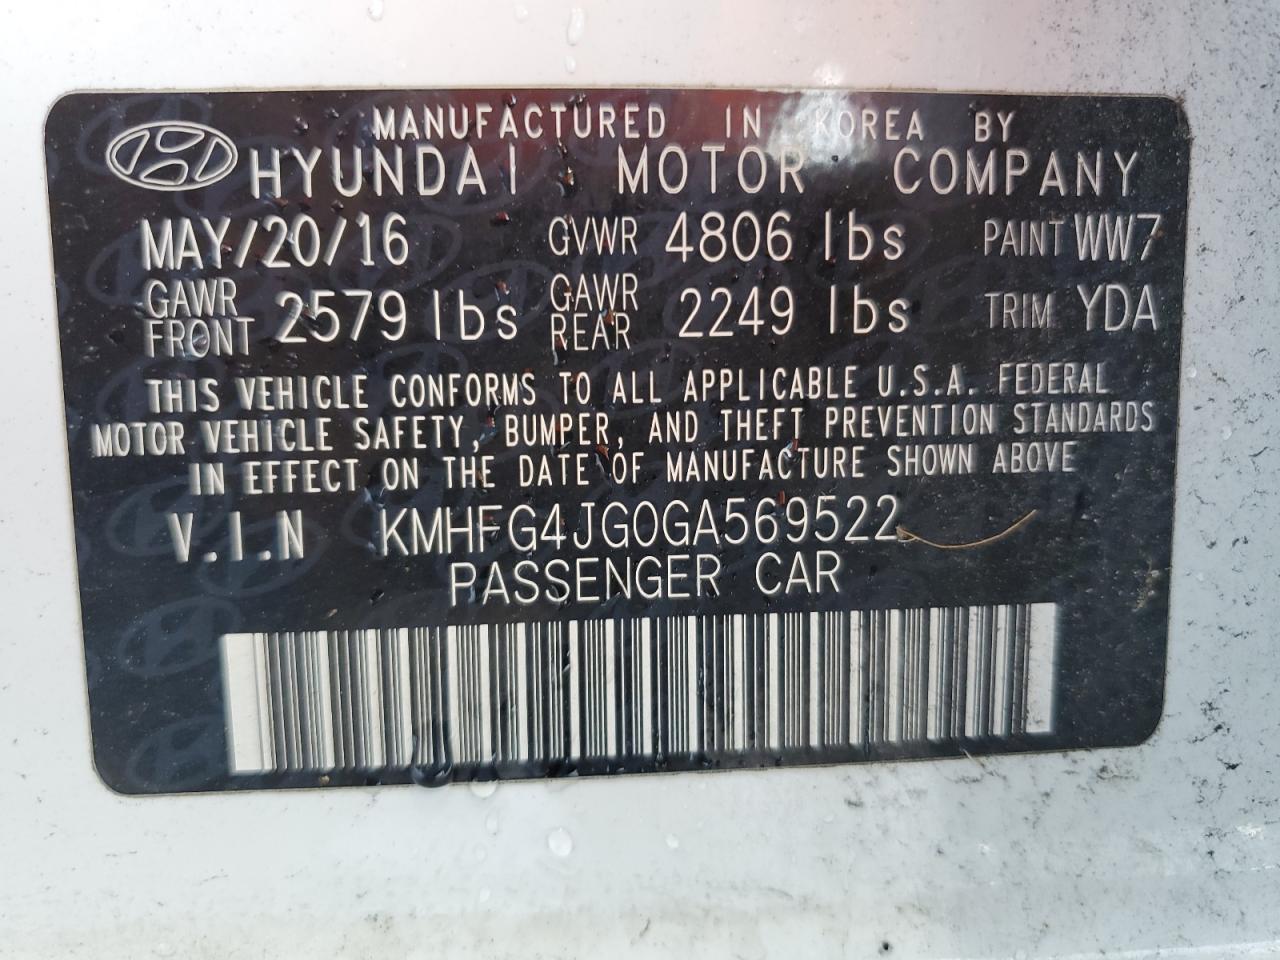 MANUFACTURED IN KOREA BY
HYUNDAI MOTOR COMPANY
MAY/20/16 GVWR 4806 lbs PAINT WW7
GAWR FRONT 2579 lbs GAWR REAR 2249 lbs TRIM YDA
THIS VEHICLE CONFORMS TO ALL APPLICABLE U.S.A. FEDERAL
MOTOR VEHICLE SAFETY, BUMPER, AND THEFT PREVENTION STANDARDS
IN EFFECT ON THE DATE OF MANUFACTURE SHOWN ABOVE
V.I.N KMHFG4JG0GA569522
PASSENGER CAR